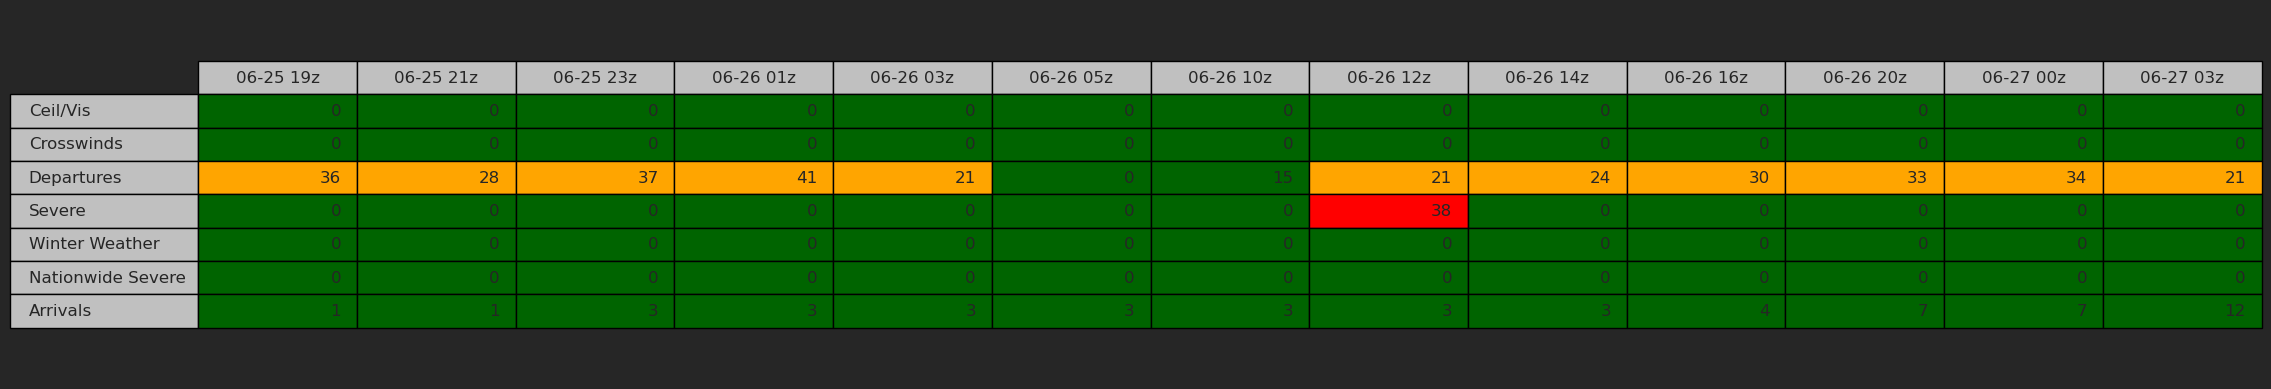 06-25 19z 06-25 21z 06-25 23z 06-26 01z 06-26 03z 06-26 05z 06-26 10z 06-26 12z 06-26 14z 06-26 16z 06-26 20z 06-27 00z 06-27 03z
Ceil/Vis 0 0 0 0 0 0 0 0 0 0 0 0 0
Crosswinds 0 0 0 0 0 0 0 0 0 0 0 0 0
Departures 36 28 37 41 21 0 15 21 24 30 33 34 21
Severe 0 0 0 0 0 0 0 38 0 0 0 0 0
Winter Weather 0 0 0 0 0 0 0 0 0 0 0 0 0
Nationwide Severe 0 0 0 0 0 0 0 0 0 0 0 0 0
Arrivals 1 1 3 3 3 3 3 3 3 4 7 7 12